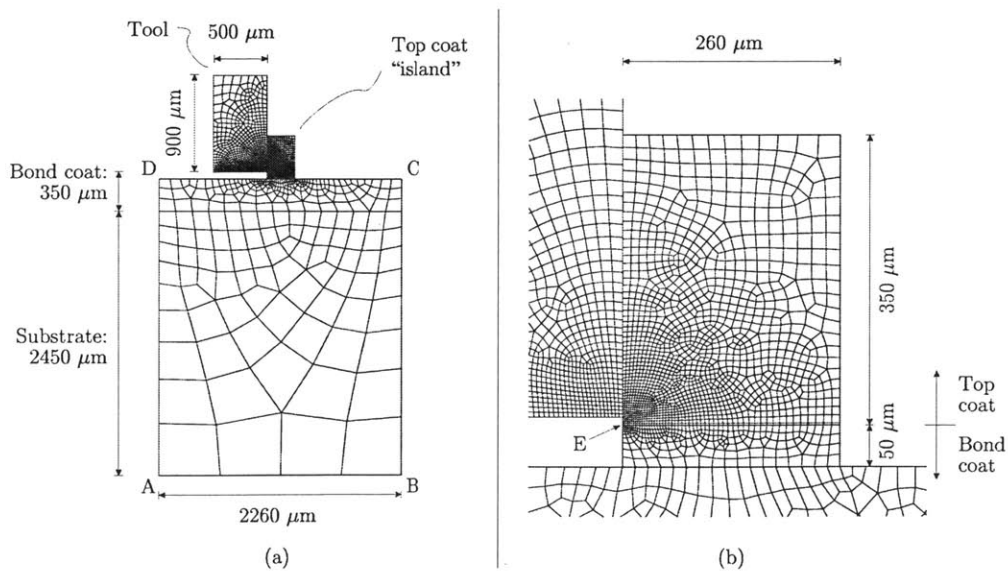 500 μm
Tool
Top coat
“island”
900 μm
Bond coat:
350 μm
D
C
Substrate:
2450 μm
A
B
2260 μm
(a)
260 μm
350 μm
E
Top
coat
50 μm
Bond
coat
(b)